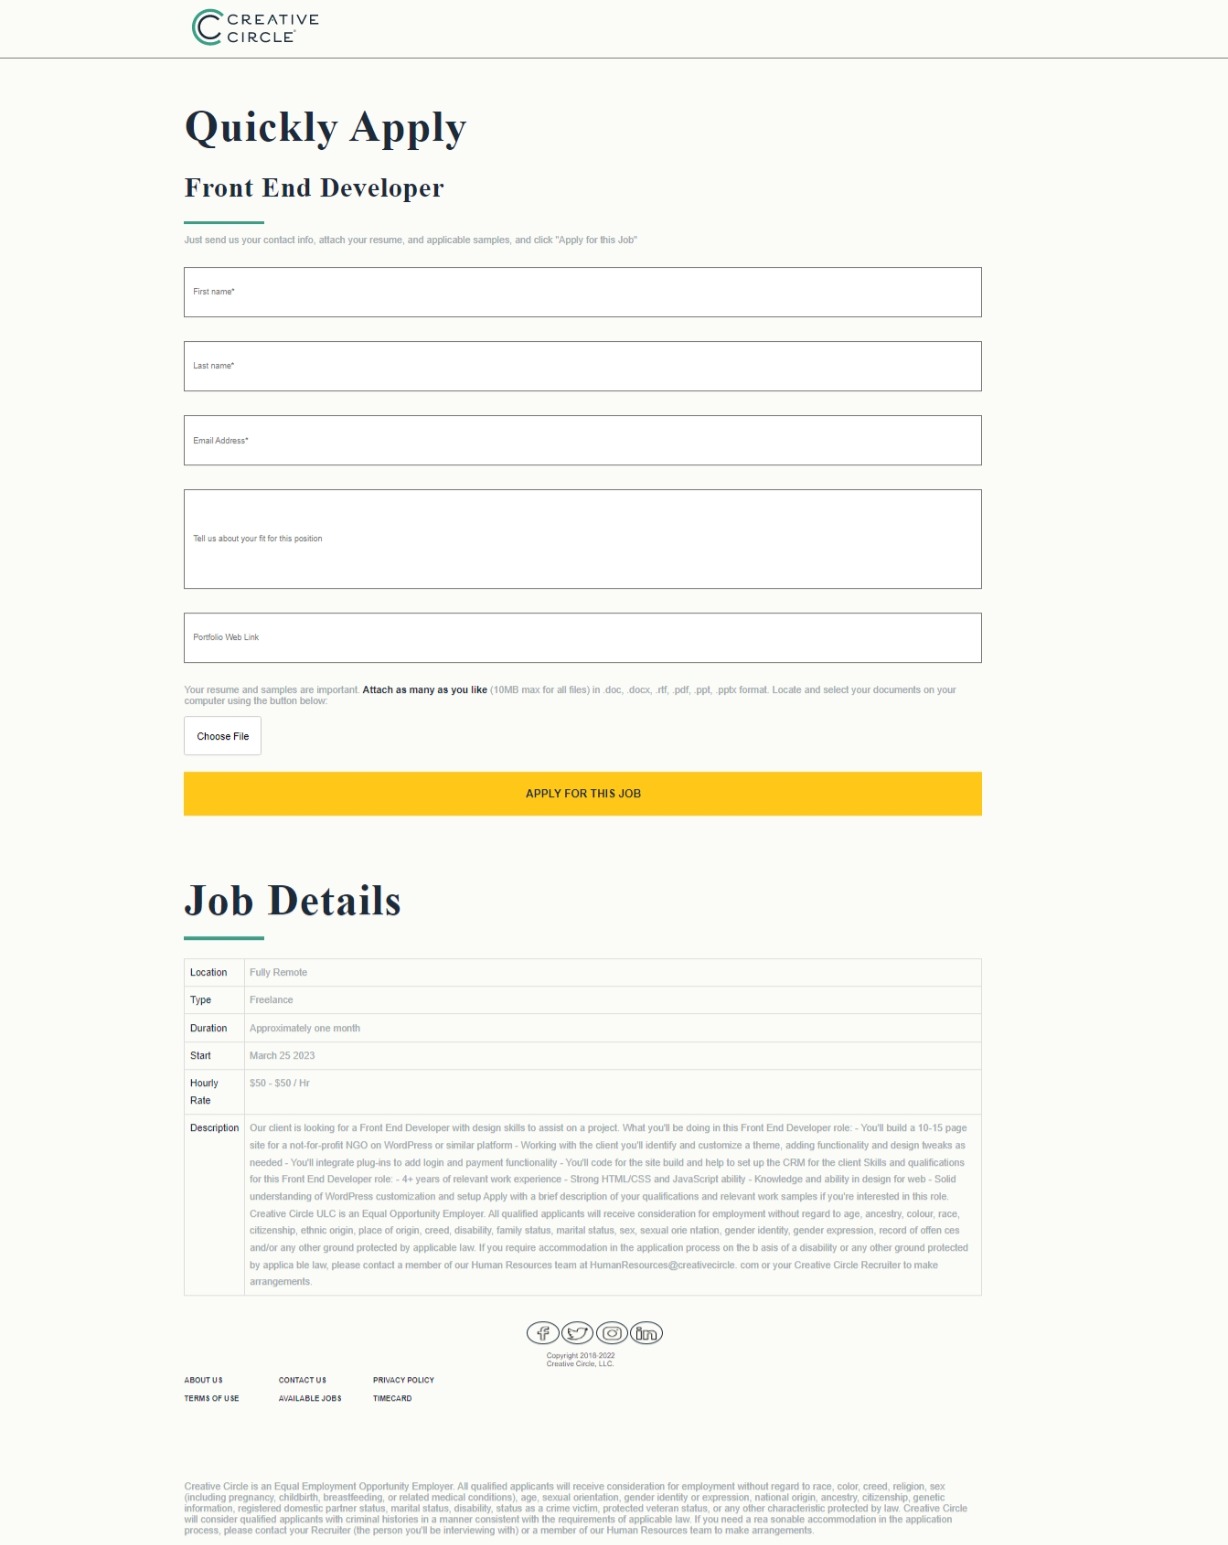 CREATIVE
CIRCLE
Quickly Apply
Front End Developer
Just send us your contact info, attach your resume, and applicable samples, and click "Apply for this Job"
First name*
Last name*
Email Address*
Tell us about your fit for this position
Portfolio Web Link
Your resume and samples are important. Attach as many as you like (10MB max for all files) in .doc, .docx, .rtf, .pdf, .ppt, .pptx format. Locate and select your documents on your
computer using the button below:
Choose File
APPLY FOR THIS JOB
Job Details
Location Fully Remote
Type Freelance
Duration Approximately one month
Start March 25 2023
Hourly $50 - $50 / Hr
Rate
Description Our client is looking for a Front End Developer with design skills to assist on a project. What you'll be doing in this Front End Developer role: - You'll build a 10-15 page
site for a not-for-profit NGO on WordPress or similar platform - Working with the client you'll identify and customize a theme, adding functionality and design tweaks as
needed - You'll integrate plug-ins to add login and payment functionality - You'll code for the site build and help to set up the CRM for the client Skills and qualifications
for this Front End Developer role: - 4+ years of relevant work experience - Strong HTML/CSS and JavaScript ability - Knowledge and ability in design for web - Solid
understanding of WordPress customization and setup Apply with a brief description of your qualifications and relevant work samples if you're interested in this role.
Creative Circle ULC is an Equal Opportunity Employer. All qualified applicants will receive consideration for employment without regard to age, ancestry, colour, race,
citizenship, ethnic origin, place of origin, creed, disability, family status, marital status, sex, sexual orie ntation, gender identity, gender expression, record of offen ces
and/or any other ground protected by applicable law. If you require accommodation in the application process on the b asis of a disability or any other ground protected
by applica ble law, please contact a member of our Human Resources team at HumanResources@creativecircle. com or your Creative Circle Recruiter to make
arrangements.
Copyright 2018-2022
Creative Circle, LLC.
ABOUT US CONTACT US PRIVACY POLICY
TERMS OF USE AVAILABLE JOBS TIMECARD
Creative Circle is an Equal Employment Opportunity Employer. All qualified applicants will receive consideration for employment without regard to race, color, creed, religion, sex
(including pregnancy, childbirth, breastfeeding, or related medical conditions), age, sexual orientation, gender identity or expression, national origin, ancestry, citizenship, genetic
information, registered domestic partner status, marital status, disability, status as a crime victim, protected veteran status, or any other characteristic protected by law. Creative Circle
will consider qualified applicants with criminal histories in a manner consistent with the requirements of applicable law. If you need a rea sonable accommodation in the application
process, please contact your Recruiter (the person you'll be interviewing with) or a member of our Human Resources team to make arrangements.